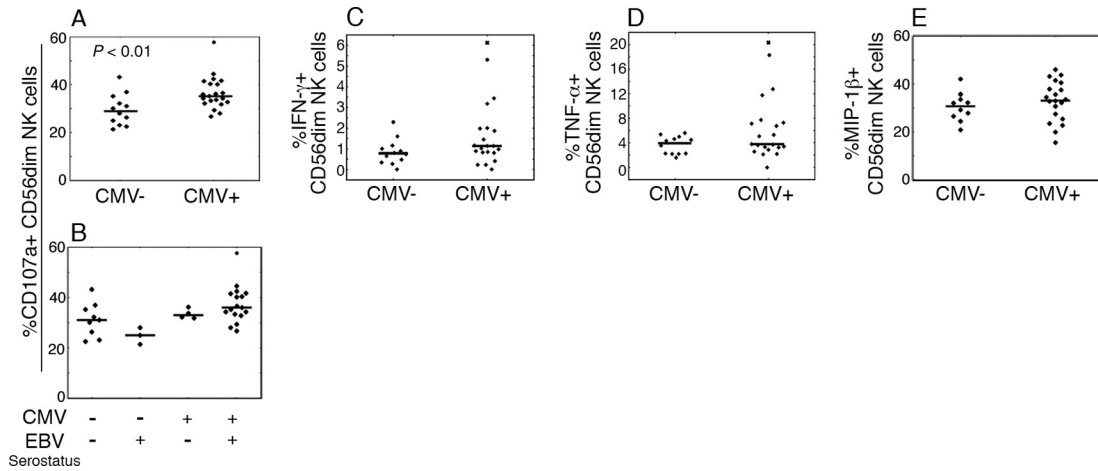 A
%CD107a+ CD56dim NK cells
P < 0.01
60
40
20
0
CMV- CMV+
B
60
40
20
0
CMV - - + +
EBV - + - +
Serostatus
C
%IFN-γ+
CD56dim NK cells
6
5
4
3
2
1
0
CMV- CMV+
D
%TNF-α+
CD56dim NK cells
20
16
12
8
4
0
CMV- CMV+
E
%MIP-1β+
CD56dim NK cells
60
40
20
0
CMV- CMV+